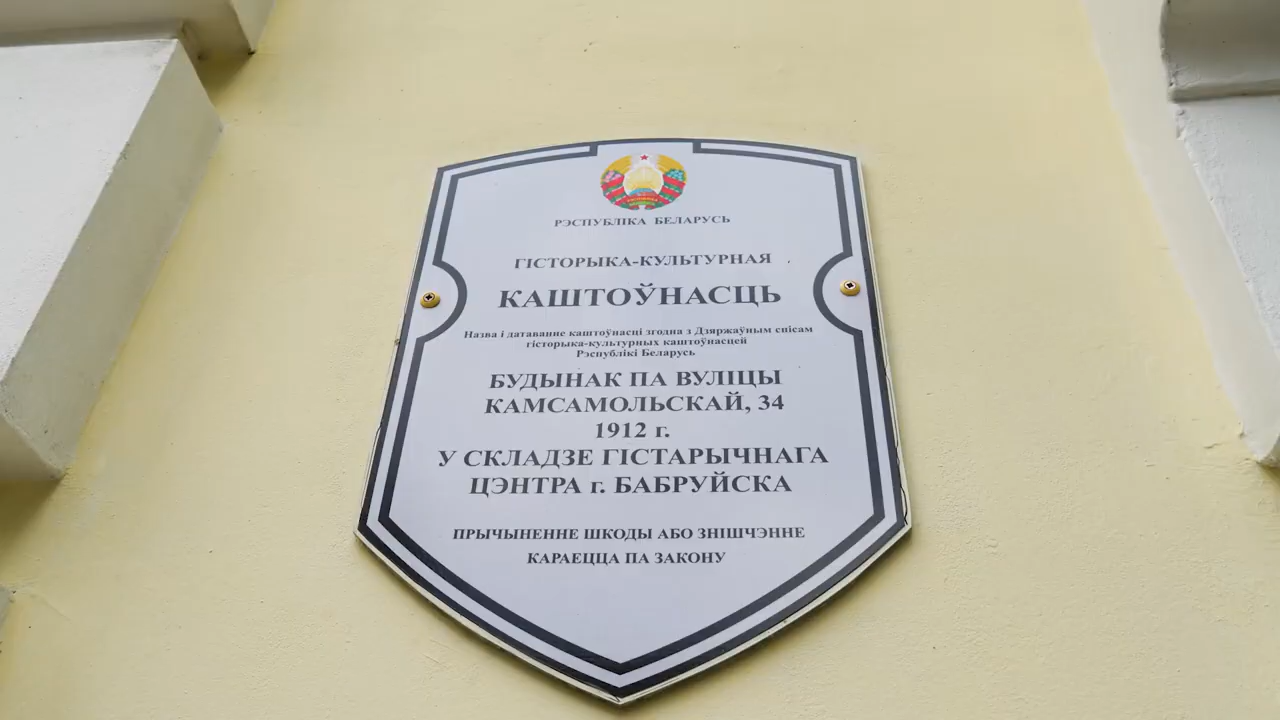 РЭСПУБЛІКА БЕЛАРУСЬ
ГІСТОРЫКА-КУЛЬТУРНАЯ
КАШТОЎНАСЦЬ
Назва і датаванне каштоўнасці згодна з Дзяржаўным спісам
гісторыка-культурных каштоўнасцей
Рэспублікі Беларусь
БУДЫНАК ПА ВУЛІЦЫ
КАМСАМОЛЬСКАЙ, 34
1912 г.
У СКЛАДЗЕ ГІСТАРЫЧНАГА
ЦЭНТРА г. БАБРУЙСКА
ПРЫЧЫНЕННЕ ШКОДЫ АБО ЗНІШЧЭННЕ
КАРАЕЦЦА ПА ЗАКОНУ